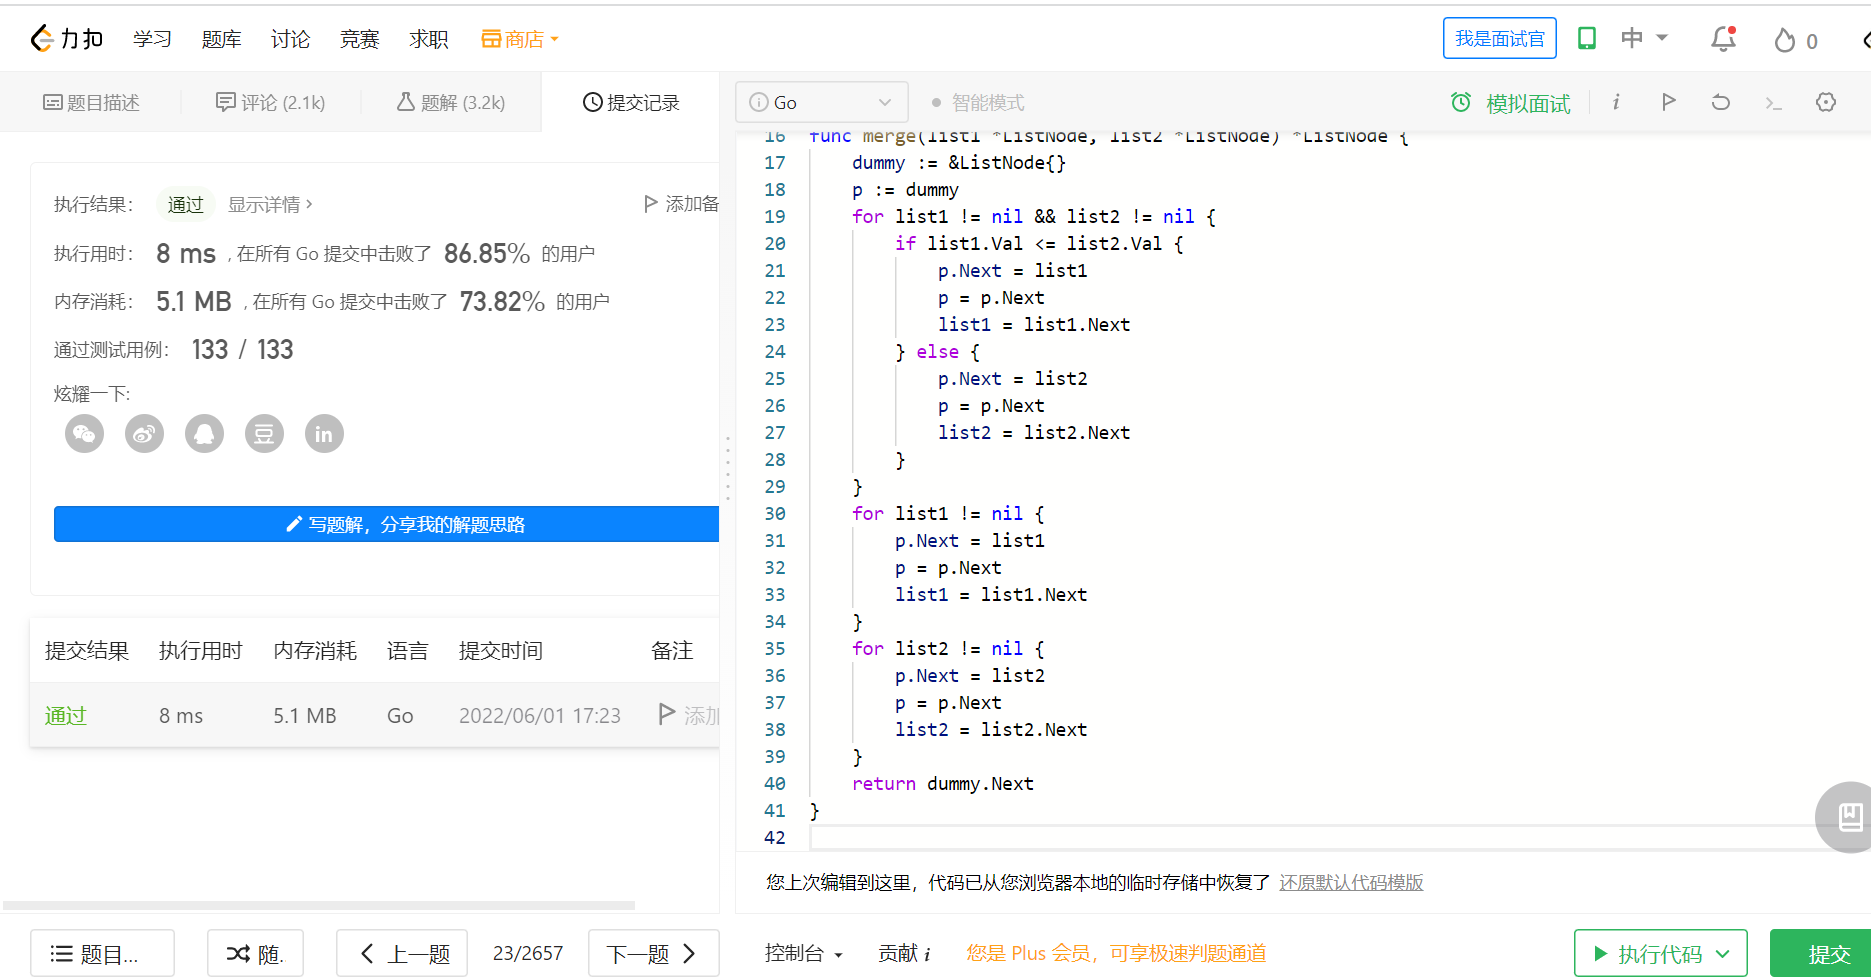 力扣 学习 题库 讨论 竞赛 求职 商店 我是面试官 中 0
题目描述 评论 (2.1k) 题解 (3.2k) 提交记录
执行结果： 通过 显示详情 > 添加备
执行用时： 8 ms , 在所有 Go 提交中击败了 86.85% 的用户
内存消耗： 5.1 MB , 在所有 Go 提交中击败了 73.82% 的用户
通过测试用例： 133 / 133
炫耀一下:
豆 in
写题解，分享我的解题思路
提交结果 执行用时 内存消耗 语言 提交时间 备注
通过 8 ms 5.1 MB Go 2022/06/01 17:23 添加
题目... 随. 上一题 23/2657 下一题
Go 智能模式 模拟面试 i
16 func merge(list1 *ListNode, list2 *ListNode) *ListNode {
17 dummy := &ListNode{}
18 p := dummy
19 for list1 != nil && list2 != nil {
20 if list1.Val <= list2.Val {
21 p.Next = list1
22 p = p.Next
23 list1 = list1.Next
24 } else {
25 p.Next = list2
26 p = p.Next
27 list2 = list2.Next
28 }
29 }
30 for list1 != nil {
31 p.Next = list1
32 p = p.Next
33 list1 = list1.Next
34 }
35 for list2 != nil {
36 p.Next = list2
37 p = p.Next
38 list2 = list2.Next
39 }
40 return dummy.Next
41 }
42
您上次编辑到这里，代码已从您浏览器本地的临时存储中恢复了 还原默认代码模版
控制台 贡献 i 您是 Plus 会员，可享极速判题通道 执行代码 提交